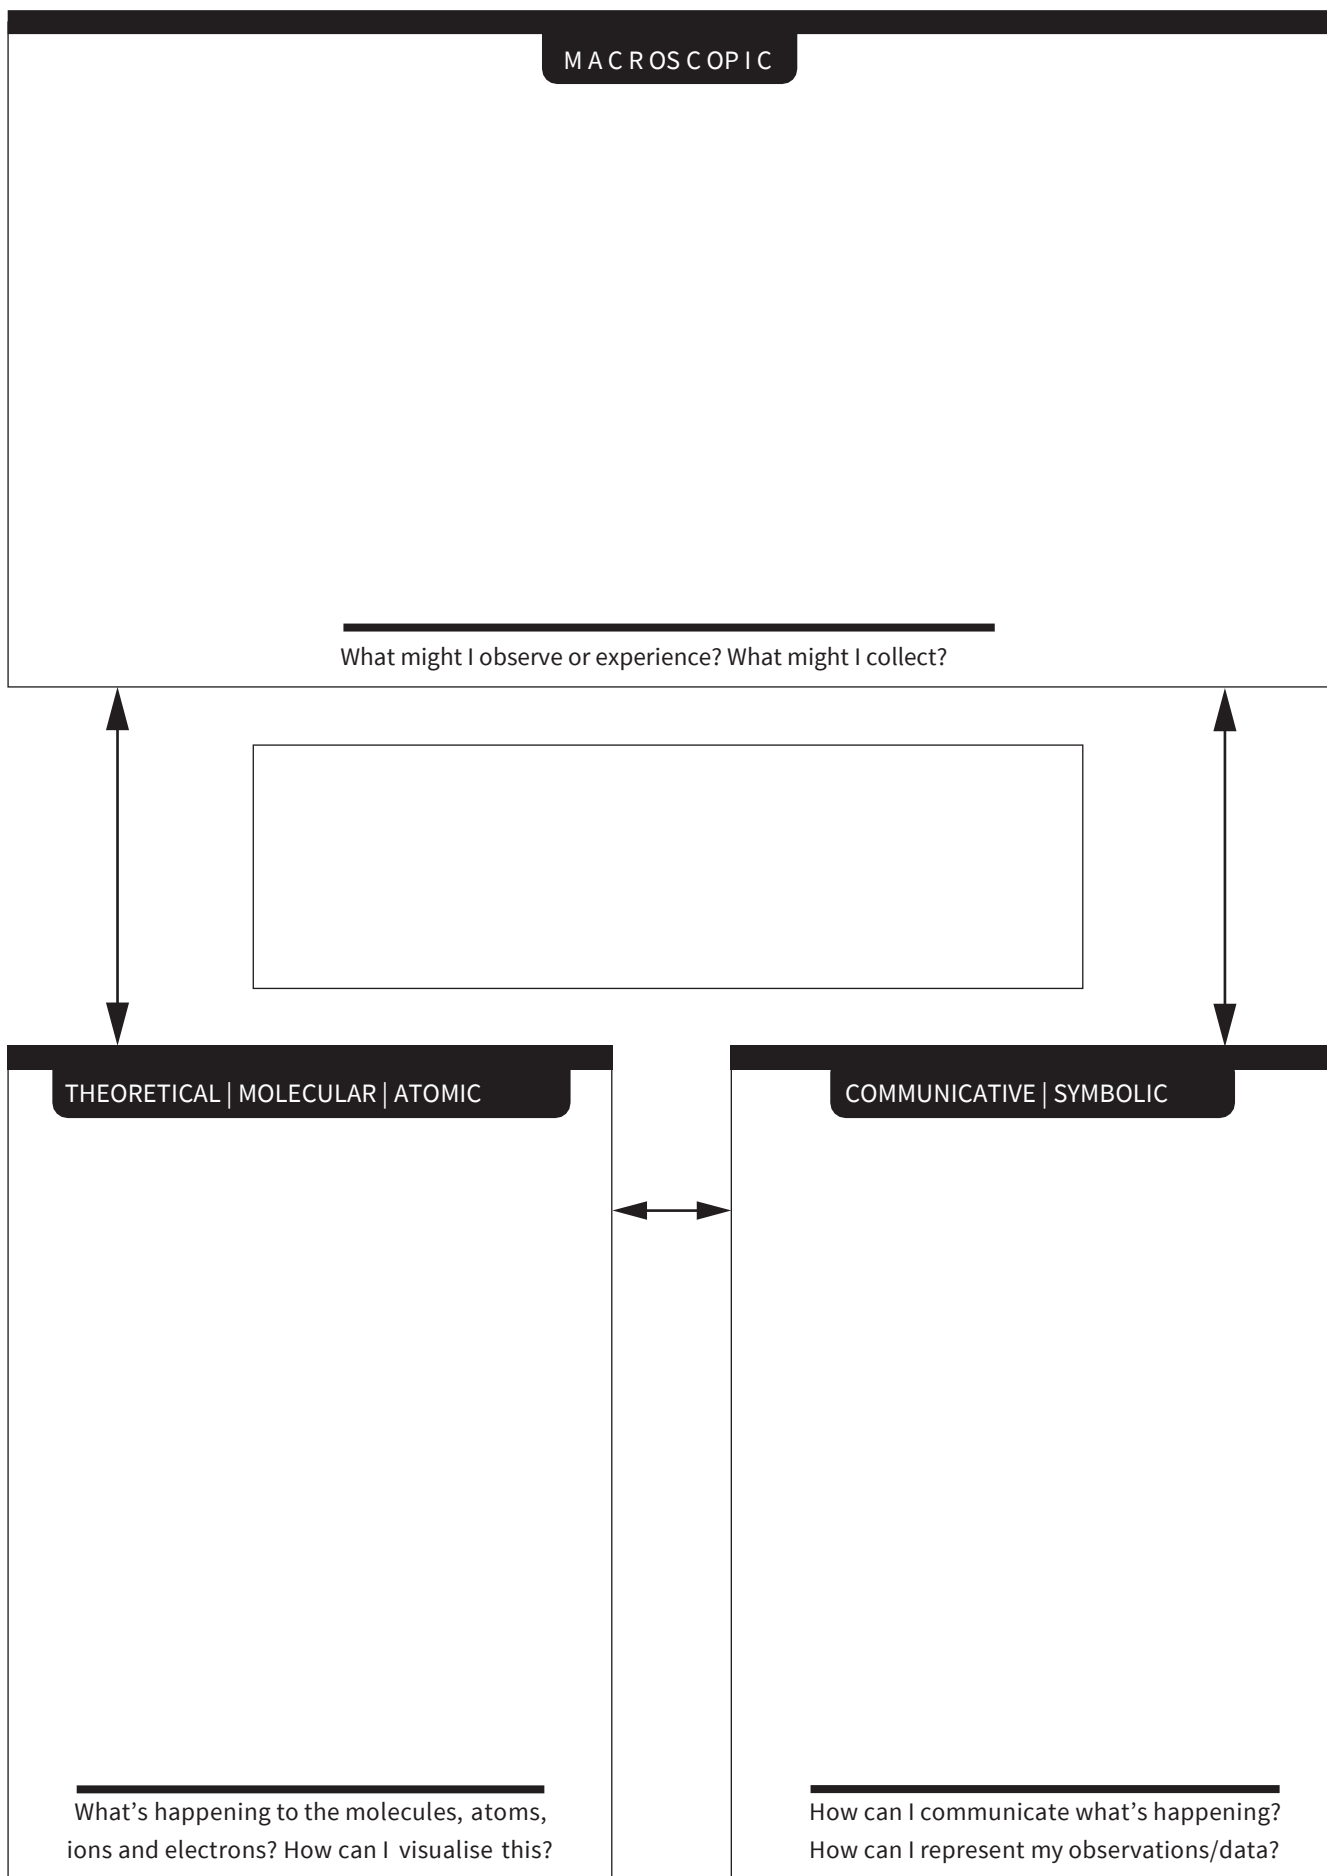 MACROSCOPIC
What might I observe or experience? What might I collect?
THEORETICAL | MOLECULAR | ATOMIC
COMMUNICATIVE | SYMBOLIC
What's happening to the molecules, atoms,
ions and electrons? How can I visualise this?
How can I communicate what's happening?
How can I represent my observations/data?